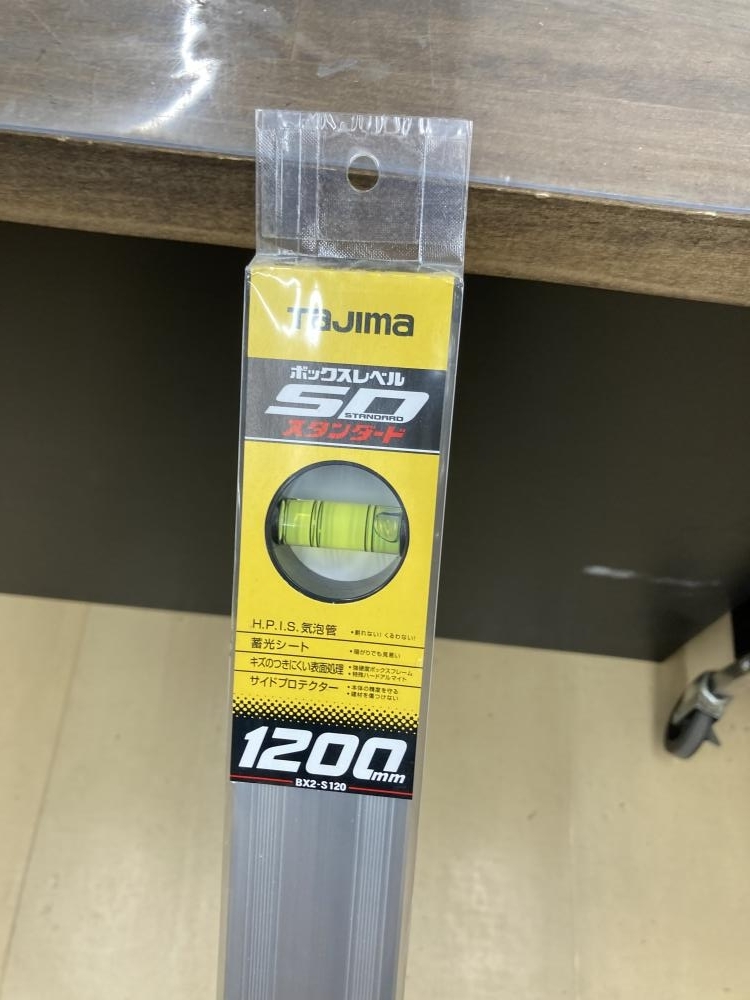 TaJIma
ボックスレベル
SD
STANDARD
スタンダード
H.P.I.S.気泡管 •割れない!くるわない!
蓄光シート •暗がりでも見易い
キズのつきにくい表面処理 •強硬度ボックスフレーム
•特殊ハードアルマイト
サイドプロテクター •本体の精度を守る
•建材を傷つけない
1200mm
BX2-S120